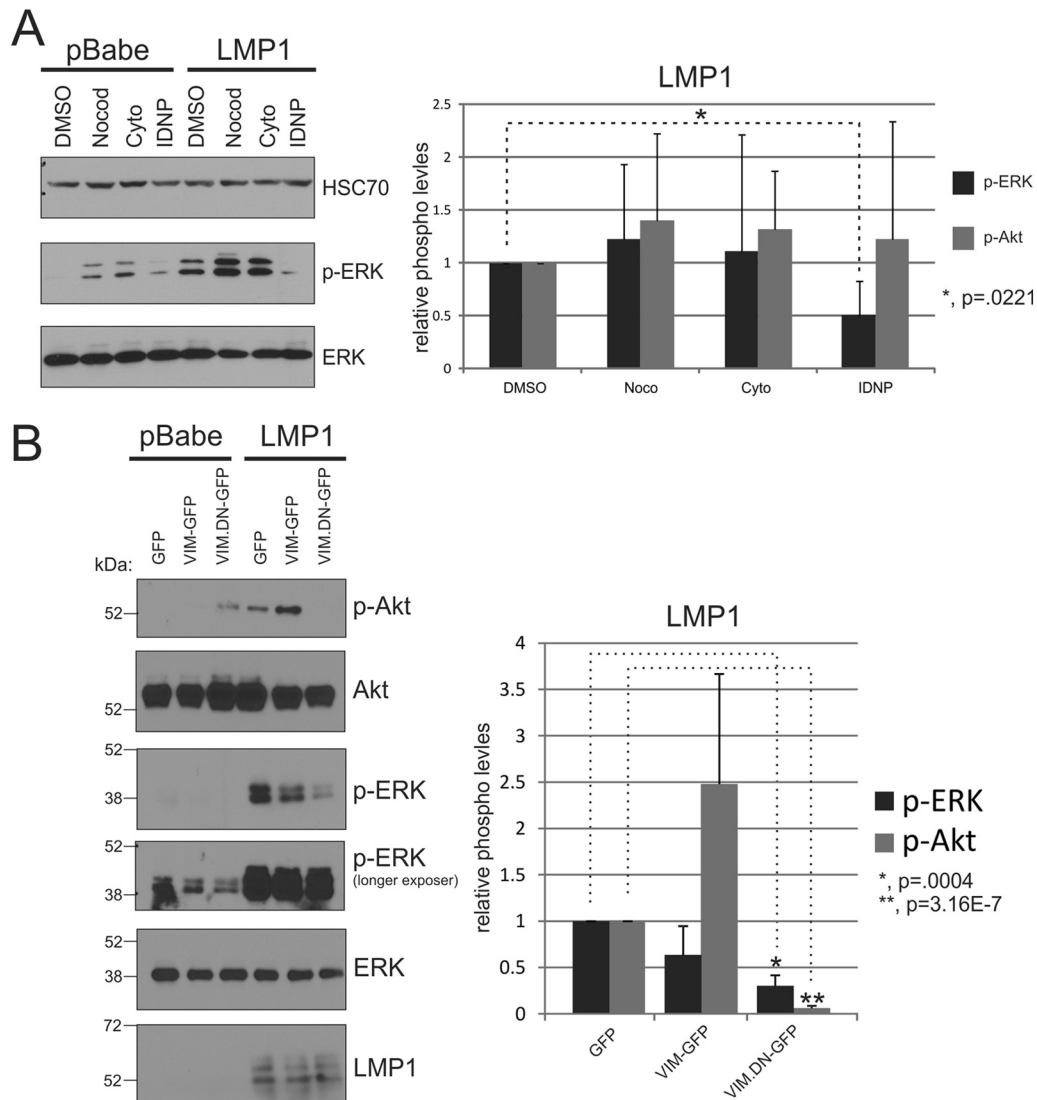 A
pBabe LMP1
DMSO Nocod Cyto IDNP DMSO Nocod Cyto IDNP
HSC70
p-ERK
ERK
LMP1
relative phospho levles
2.5
2
1.5
1
0.5
0
*
DMSO Noco Cyto IDNP
p-ERK
p-Akt
*, p=.0221
B
pBabe LMP1
GFP VIM-GFP VIM.DN-GFP GFP VIM-GFP VIM.DN-GFP
kDa:
52 p-Akt
Akt
52
52
p-ERK
38
52
p-ERK
(longer exposer)
38
52
ERK
38
72
LMP1
52
LMP1
relative phospho levles
4
3.5
3
2.5
2
1.5
1
0.5
0
*
**
GFP VIM-GFP VIM.DN-GFP
p-ERK
p-Akt
*, p=.0004
**, p=3.16E-7